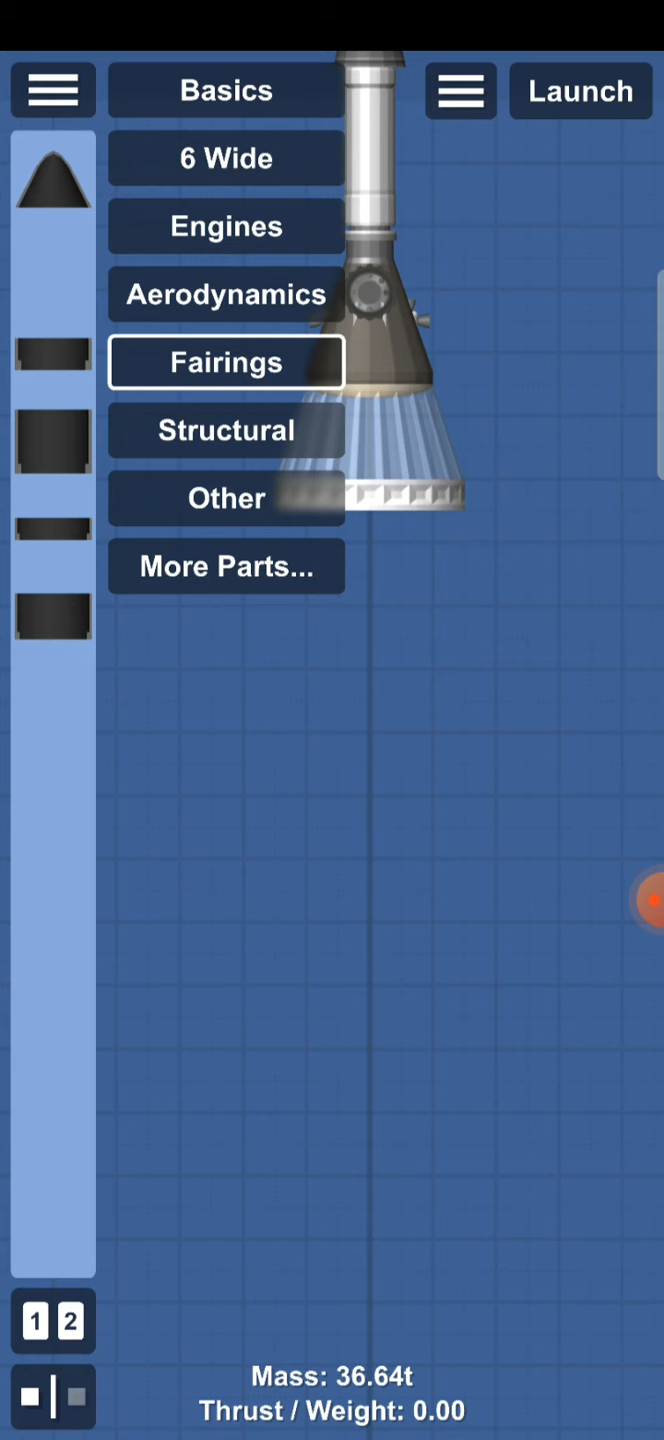 Basics
Launch
6 Wide
Engines
Aerodynamics
Fairings
Structural
Other
More Parts...
1 2
Mass: 36.64t
Thrust / Weight: 0.00